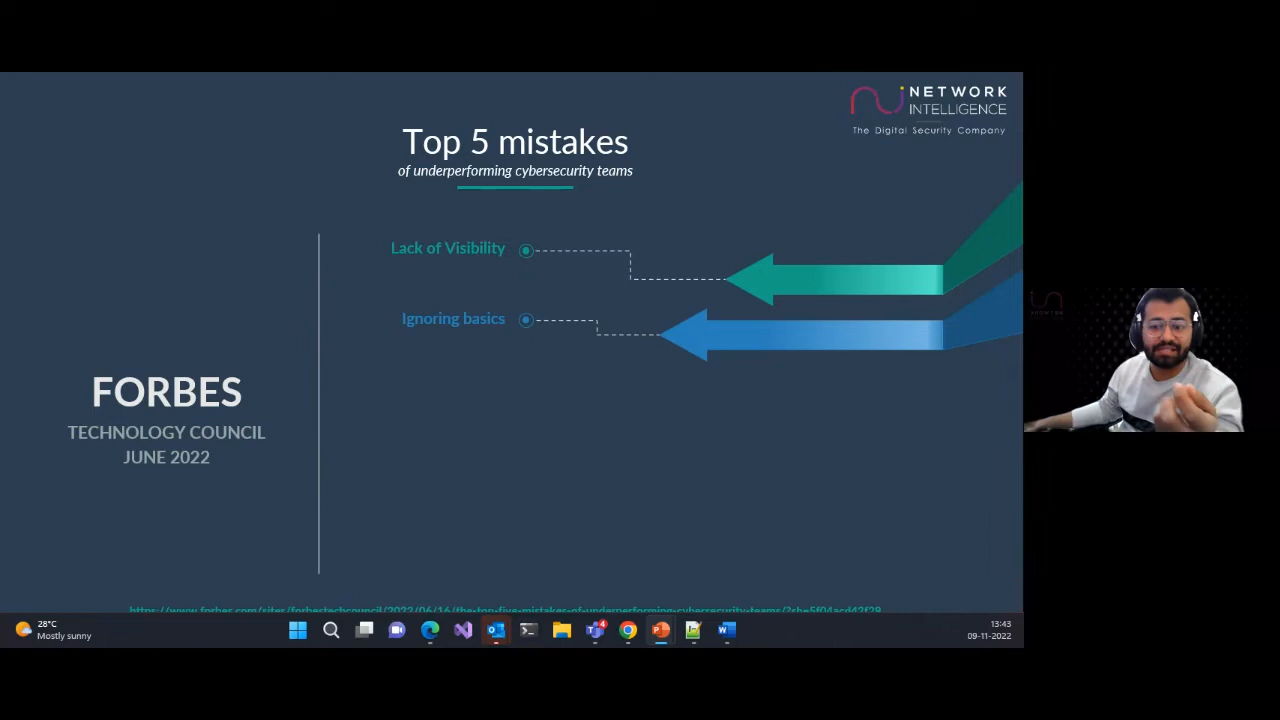 NETWORK
INTELLIGENCE
The Digital Security Company
Top 5 mistakes
of underperforming cybersecurity teams
Lack of Visibility
Ignoring basics
FORBES
TECHNOLOGY COUNCIL
JUNE 2022
28°C
Mostly sunny
4
13:43
09-11-2022